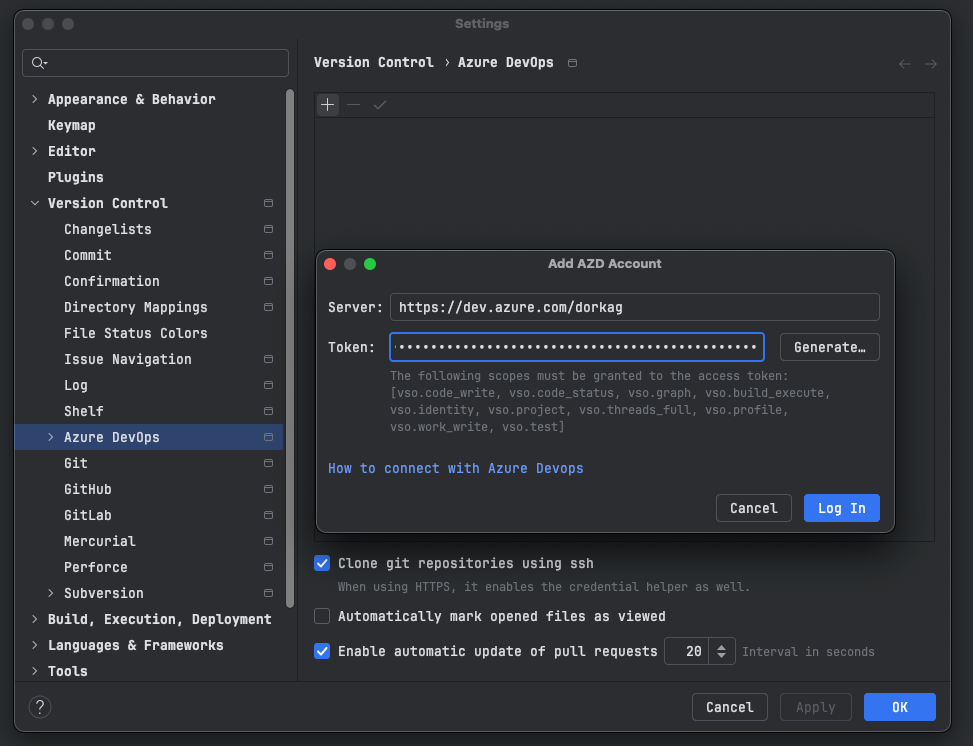 Settings
Version Control › Azure DevOps
Appearance & Behavior
Keymap
Editor
Plugins
Version Control
Changelists
Commit
Confirmation
Directory Mappings
File Status Colors
Issue Navigation
Log
Shelf
Azure DevOps
Git
GitHub
GitLab
Mercurial
Perforce
Subversion
Build, Execution, Deployment
Languages & Frameworks
Tools
Add AZD Account
Server: https://dev.azure.com/dorkag
Token: Generate…
The following scopes must be granted to the access token:
[vso.code_write, vso.code_status, vso.graph, vso.build_execute,
vso.identity, vso.project, vso.threads_full, vso.profile,
vso.work_write, vso.test]
How to connect with Azure Devops
Cancel Log In
Clone git repositories using ssh
When using HTTPS, it enables the credential helper as well.
Automatically mark opened files as viewed
Enable automatic update of pull requests 20 Interval in seconds
? Cancel Apply OK